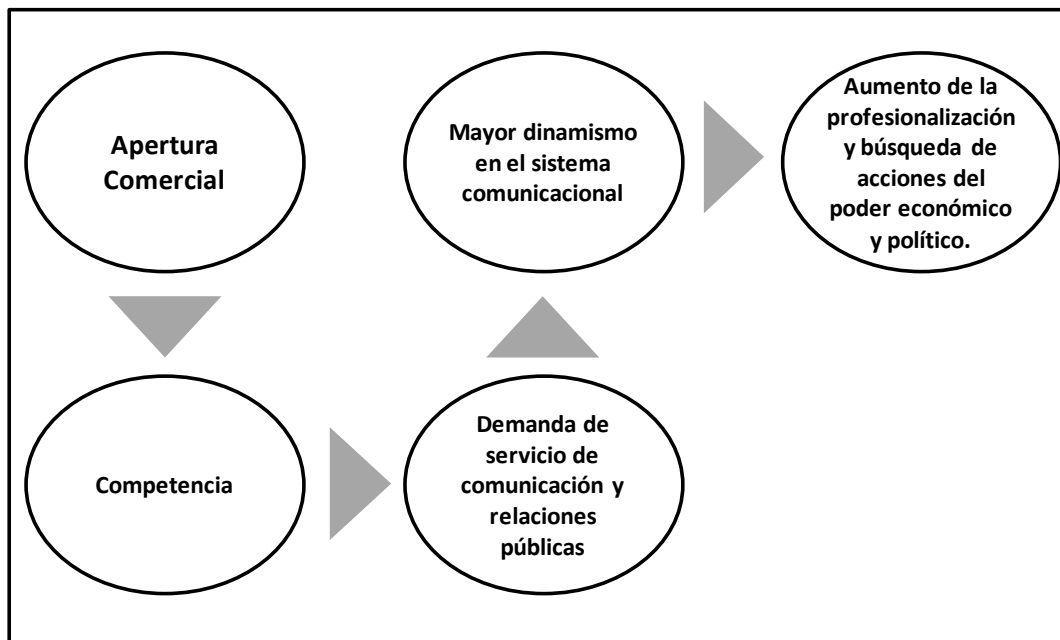 Apertura
Comercial
Competencia
Demanda de
servicio de
comunicación y
relaciones
públicas
Mayor dinamismo
en el sistema
comunicacional
Aumento de la
profesionalización
y búsqueda de
acciones del
poder económico
y político.